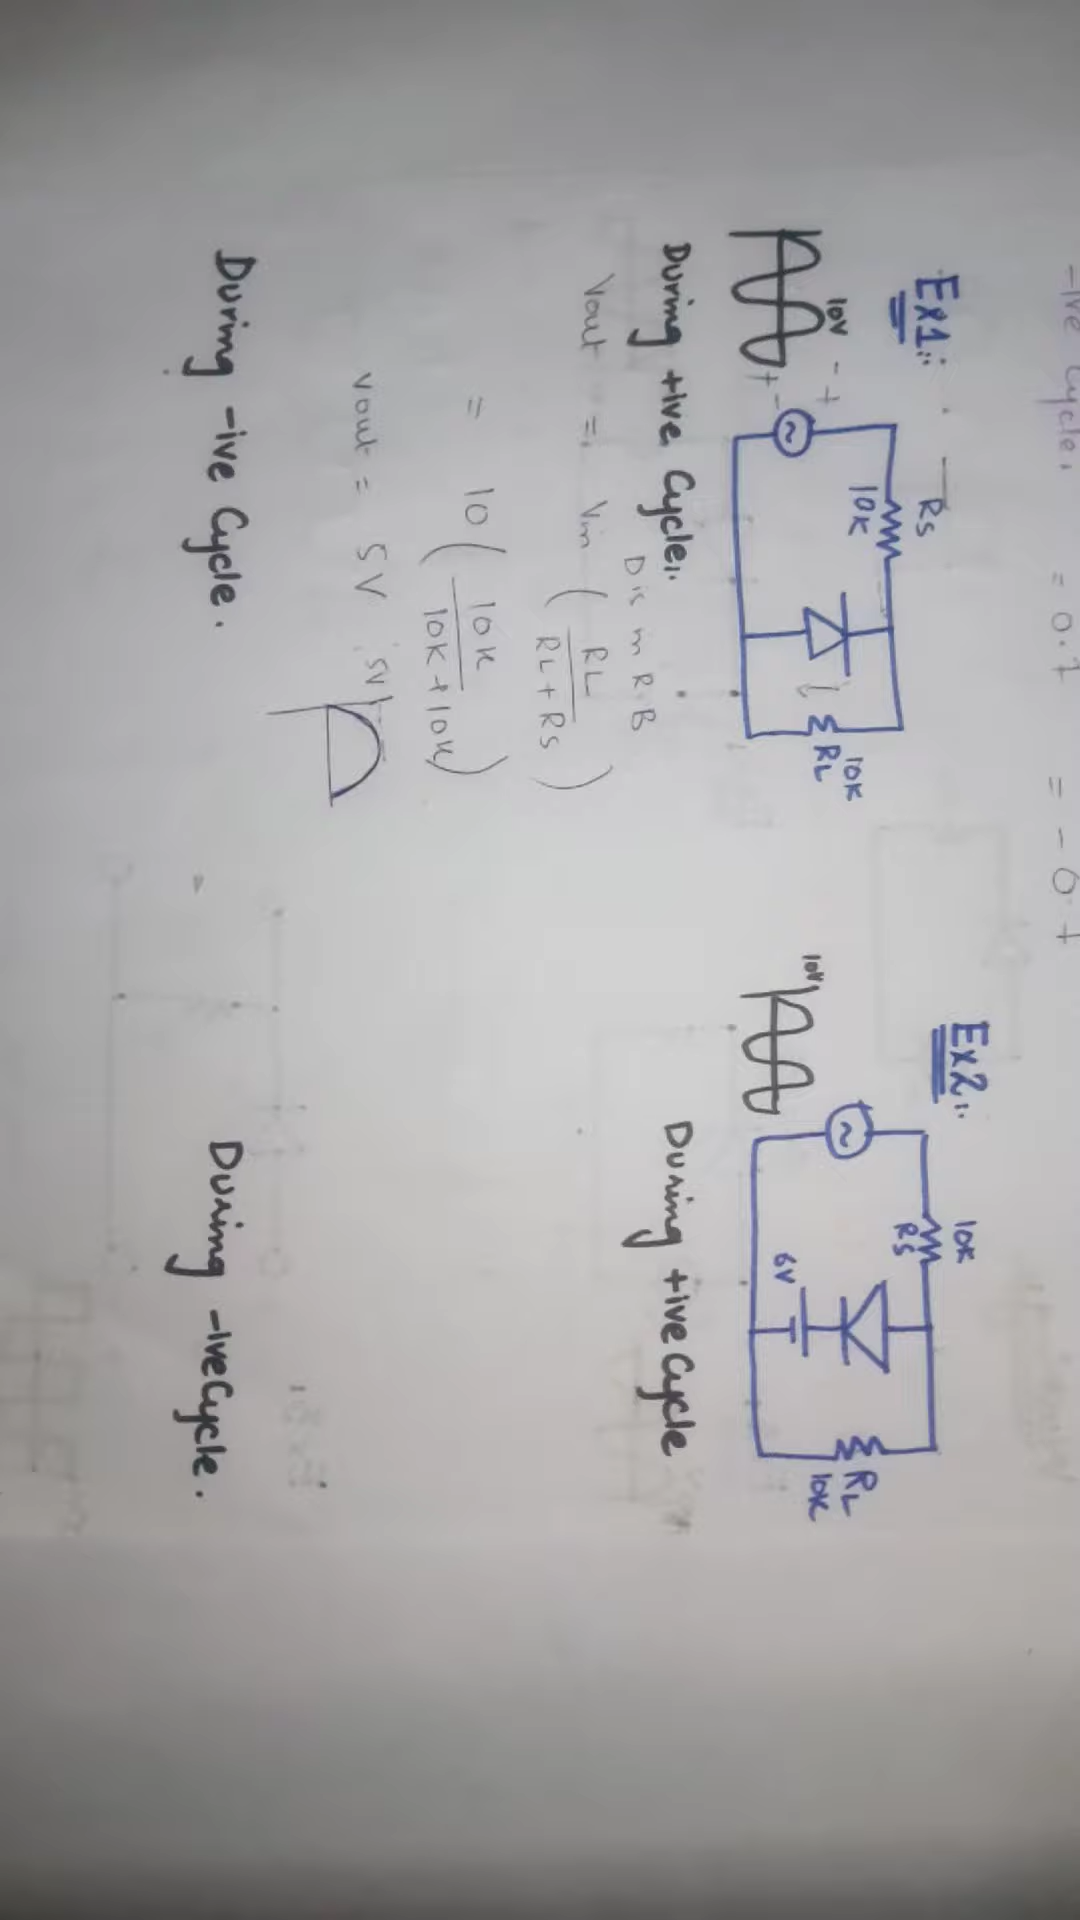 -ive Cycle,
= 0.7
= -0.7
Ex1:
Rs
10K
10V
- +
+ -
10K
RL
During +ive Cycle,
D is in R.B
Vout = Vin ( RL / RL + Rs )
= 10 ( 10K / 10K + 10K )
Vout = 5V
5V
During -ive Cycle.
Ex2:
10K
Rs
10V
6V
RL
10K
During +ive Cycle
During -ive Cycle.